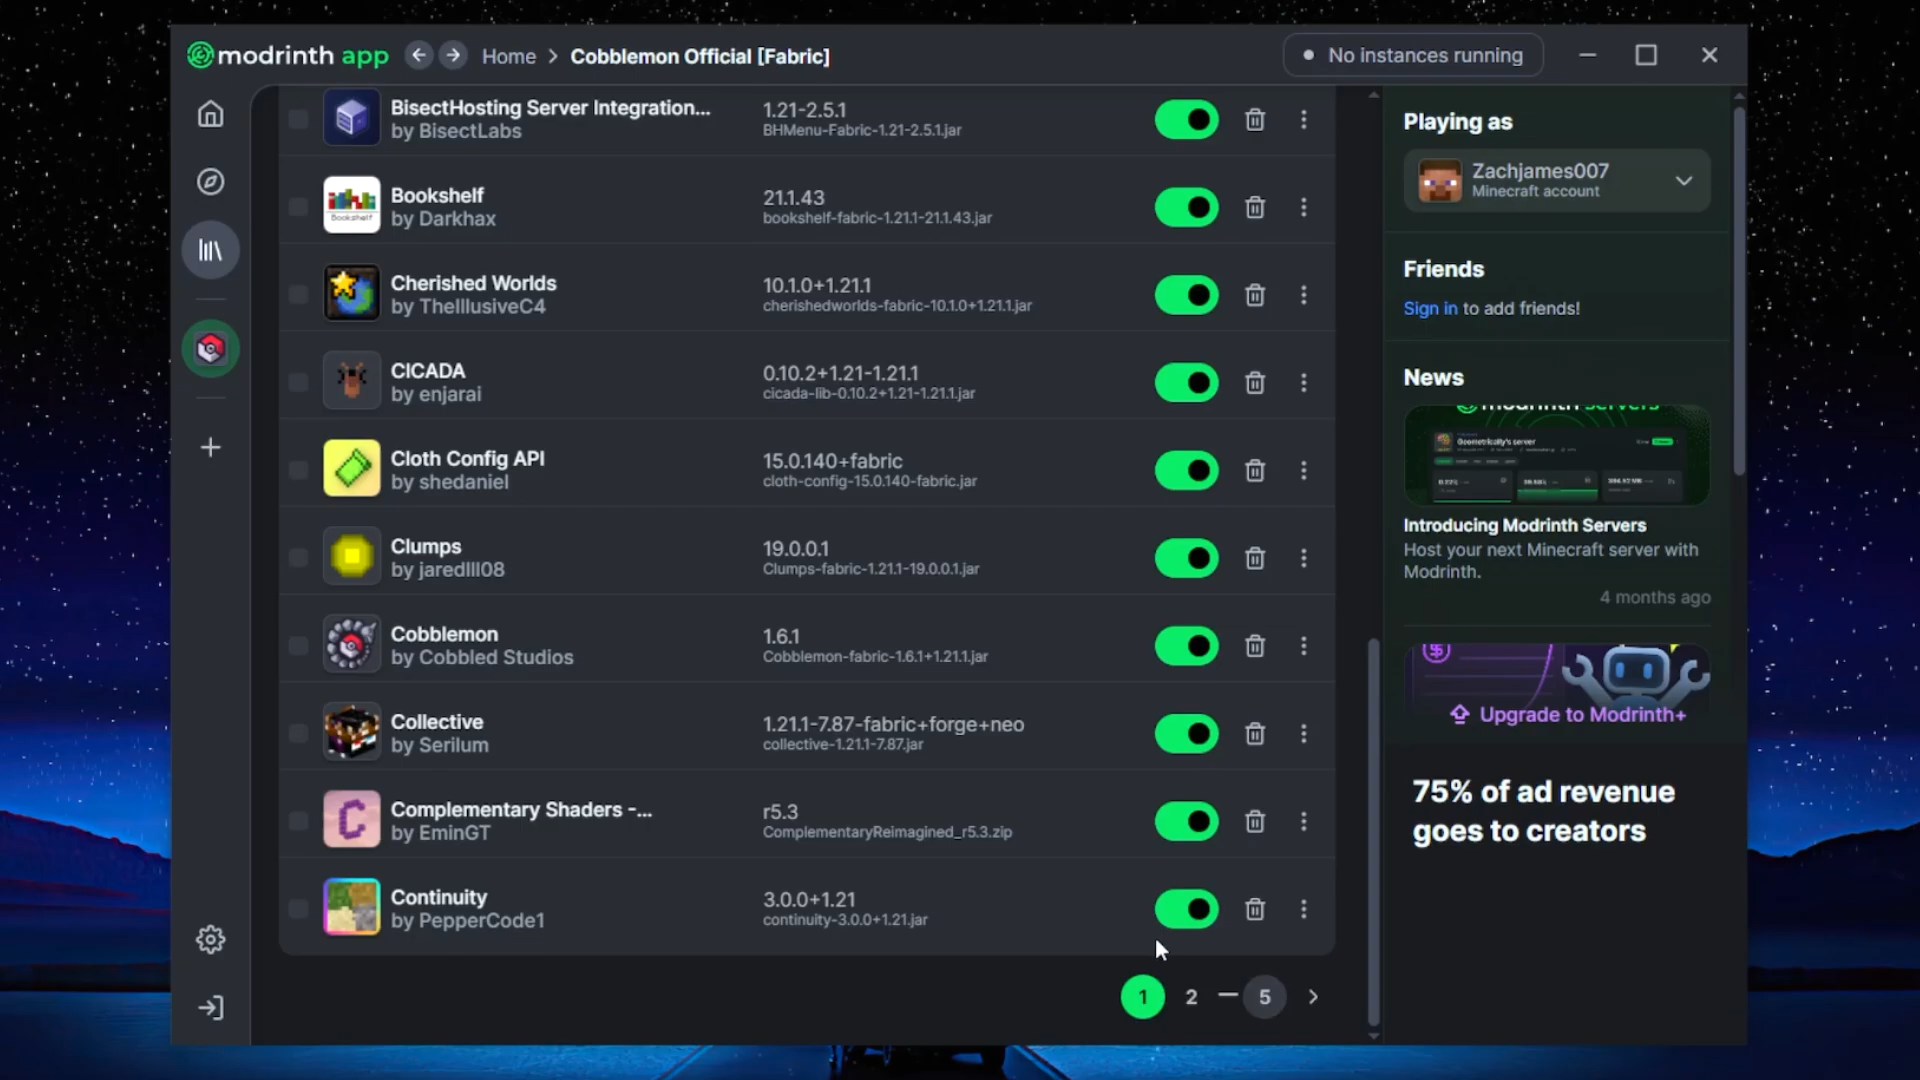 modrinth app
Home > Cobblemon Official [Fabric]
No instances running
BisectHosting Server Integration...
by BisectLabs
1.21-2.5.1
BHMenu-Fabric-1.21-2.5.1.jar
Bookshelf
by Darkhax
21.1.43
bookshelf-fabric-1.21.1-21.1.43.jar
Bookshelf
Cherished Worlds
by TheIllusiveC4
10.1.0+1.21.1
cherishedworlds-fabric-10.1.0+1.21.1.jar
CICADA
by enjarai
0.10.2+1.21-1.21.1
cicada-lib-0.10.2+1.21-1.21.1.jar
Cloth Config API
by shedaniel
15.0.140+fabric
cloth-config-15.0.140-fabric.jar
Clumps
by jaredlll08
19.0.0.1
Clumps-fabric-1.21.1-19.0.0.1.jar
Cobblemon
by Cobbled Studios
1.6.1
Cobblemon-fabric-1.6.1+1.21.1.jar
Collective
by Serilum
1.21.1-7.87-fabric+forge+neo
collective-1.21.1-7.87.jar
Complementary Shaders -...
by EminGT
r5.3
ComplementaryReimagined_r5.3.zip
Continuity
by PepperCode1
3.0.0+1.21
continuity-3.0.0+1.21.jar
1 2 — 5 >
Playing as
Zachjames007
Minecraft account
Friends
Sign in to add friends!
News
modrinth servers
Geometrically's server
Introducing Modrinth Servers
Host your next Minecraft server with
Modrinth.
4 months ago
Upgrade to Modrinth+
75% of ad revenue
goes to creators